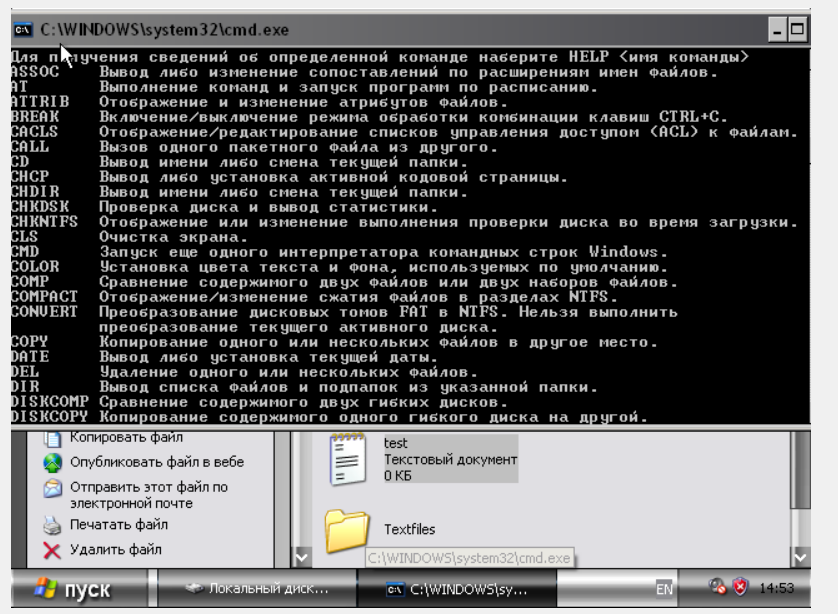 C:\WINDOWS\system32\cmd.exe
Для получения сведений об определенной команде наберите HELP <имя команды>
ASSOC Вывод либо изменение сопоставлений по расширениям имен файлов.
AT Выполнение команд и запуск программ по расписанию.
ATTRIB Отображение и изменение атрибутов файлов.
BREAK Включение/выключение режима обработки комбинации клавиш CTRL+C.
CACLS Отображение/редактирование списков управления доступом (ACL) к файлам.
CALL Вызов одного пакетного файла из другого.
CD Вывод имени либо смена текущей папки.
CHCP Вывод либо установка активной кодовой страницы.
CHDIR Вывод имени либо смена текущей папки.
CHKDSK Проверка диска и вывод статистики.
CHKNTFS Отображение или изменение выполнения проверки диска во время загрузки.
CLS Очистка экрана.
CMD Запуск еще одного интерпретатора командных строк Windows.
COLOR Установка цвета текста и фона, используемых по умолчанию.
COMP Сравнение содержимого двух файлов или двух наборов файлов.
COMPACT Отображение/изменение сжатия файлов в разделах NTFS.
CONVERT Преобразование дисковых томов FAT в NTFS. Нельзя выполнить
преобразование текущего активного диска.
COPY Копирование одного или нескольких файлов в другое место.
DATE Вывод либо установка текущей даты.
DEL Удаление одного или нескольких файлов.
DIR Вывод списка файлов и подпапок из указанной папки.
DISKCOMP Сравнение содержимого двух гибких дисков.
DISKCOPY Копирование содержимого одного гибкого диска на другой.
Копировать файл
Опубликовать файл в вебе
Отправить этот файл по
электронной почте
Печатать файл
Удалить файл
test
Текстовый документ
0 КБ
Textfiles
C:\WINDOWS\system32\cmd.exe
пуск
Локальный диск...
C:\WINDOWS\sy...
EN
14:53